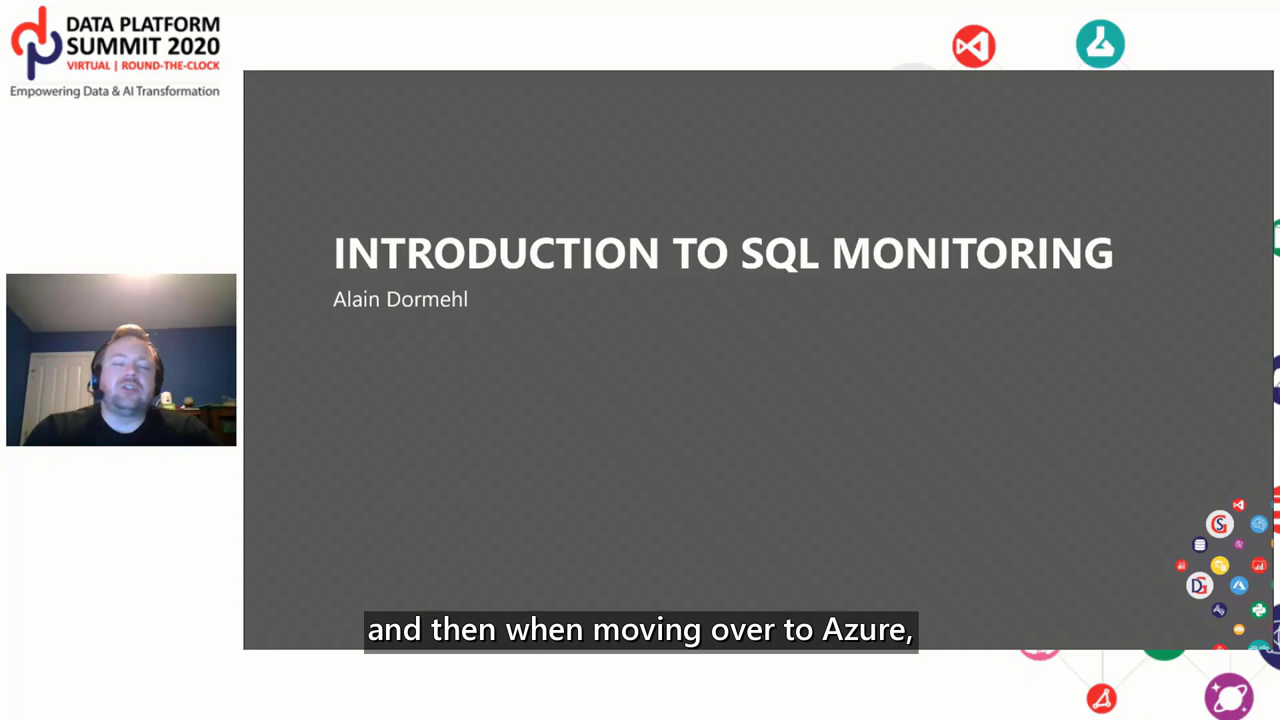 DATA PLATFORM
SUMMIT 2020
VIRTUAL | ROUND-THE-CLOCK
Empowering Data & AI Transformation
INTRODUCTION TO SQL MONITORING
Alain Dormehl
and then when moving over to Azure,